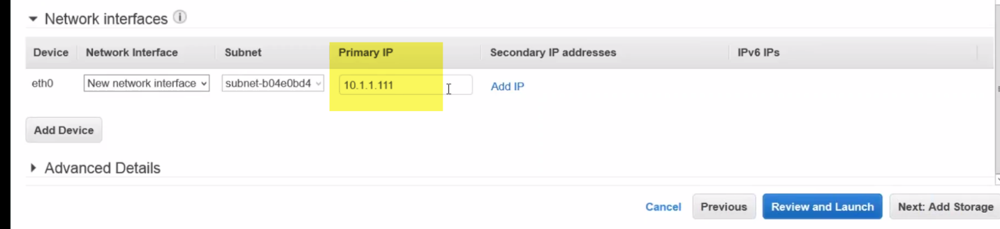 Network interfaces
Device Network Interface Subnet Primary IP Secondary IP addresses IPv6 IPs
eth0 New network interface subnet-b04e0bd4 10.1.1.111 Add IP
Add Device
Advanced Details
Cancel Previous Review and Launch Next: Add Storage